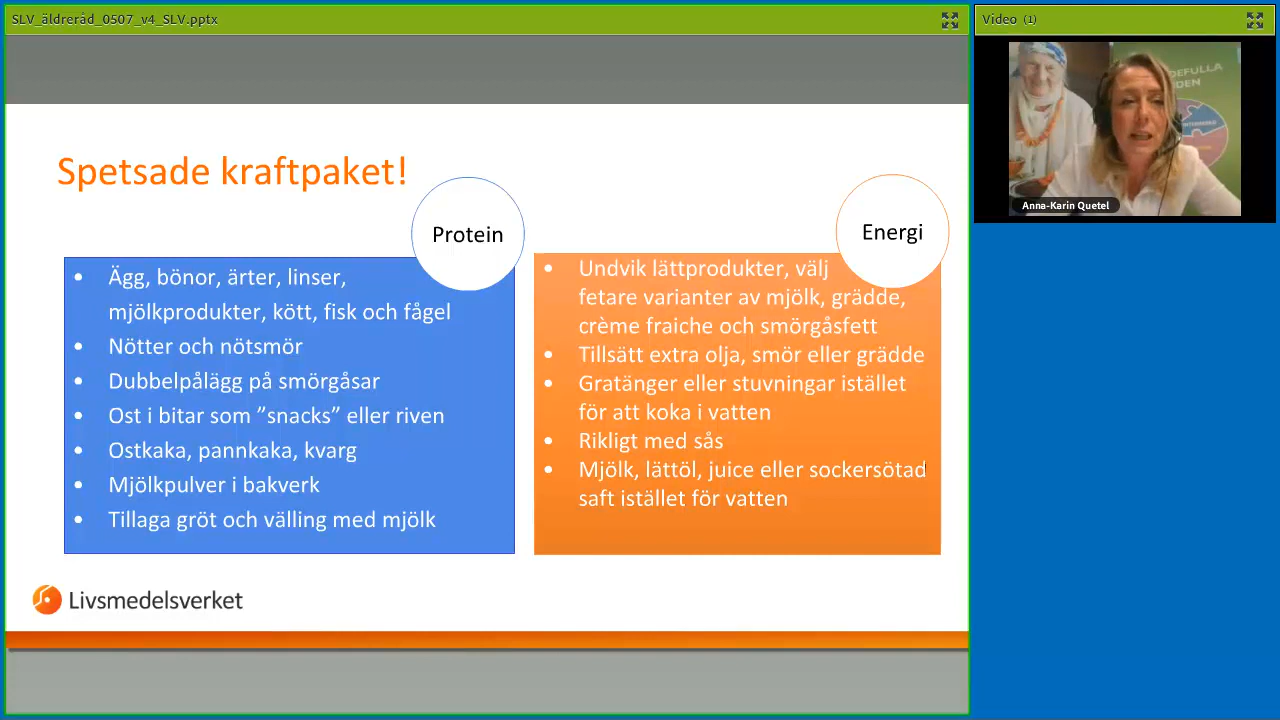 SLV_äldreråd_0507_v4_SLV.pptx
Video (1)
Spetsade kraftpaket!
Protein
Ägg, bönor, ärter, linser,
mjölkprodukter, kött, fisk och fågel
Nötter och nötsmör
Dubbelpålägg på smörgåsar
Ost i bitar som ”snacks” eller riven
Ostkaka, pannkaka, kvarg
Mjölkpulver i bakverk
Tillaga gröt och välling med mjölk
Energi
Undvik lättprodukter, välj
fetare varianter av mjölk, grädde,
crème fraiche och smörgåsfett
Tillsätt extra olja, smör eller grädde
Gratänger eller stuvningar istället
för att koka i vatten
Rikligt med sås
Mjölk, lättöl, juice eller sockersötad
saft istället för vatten
Livsmedelsverket
Anna-Karin Quetel